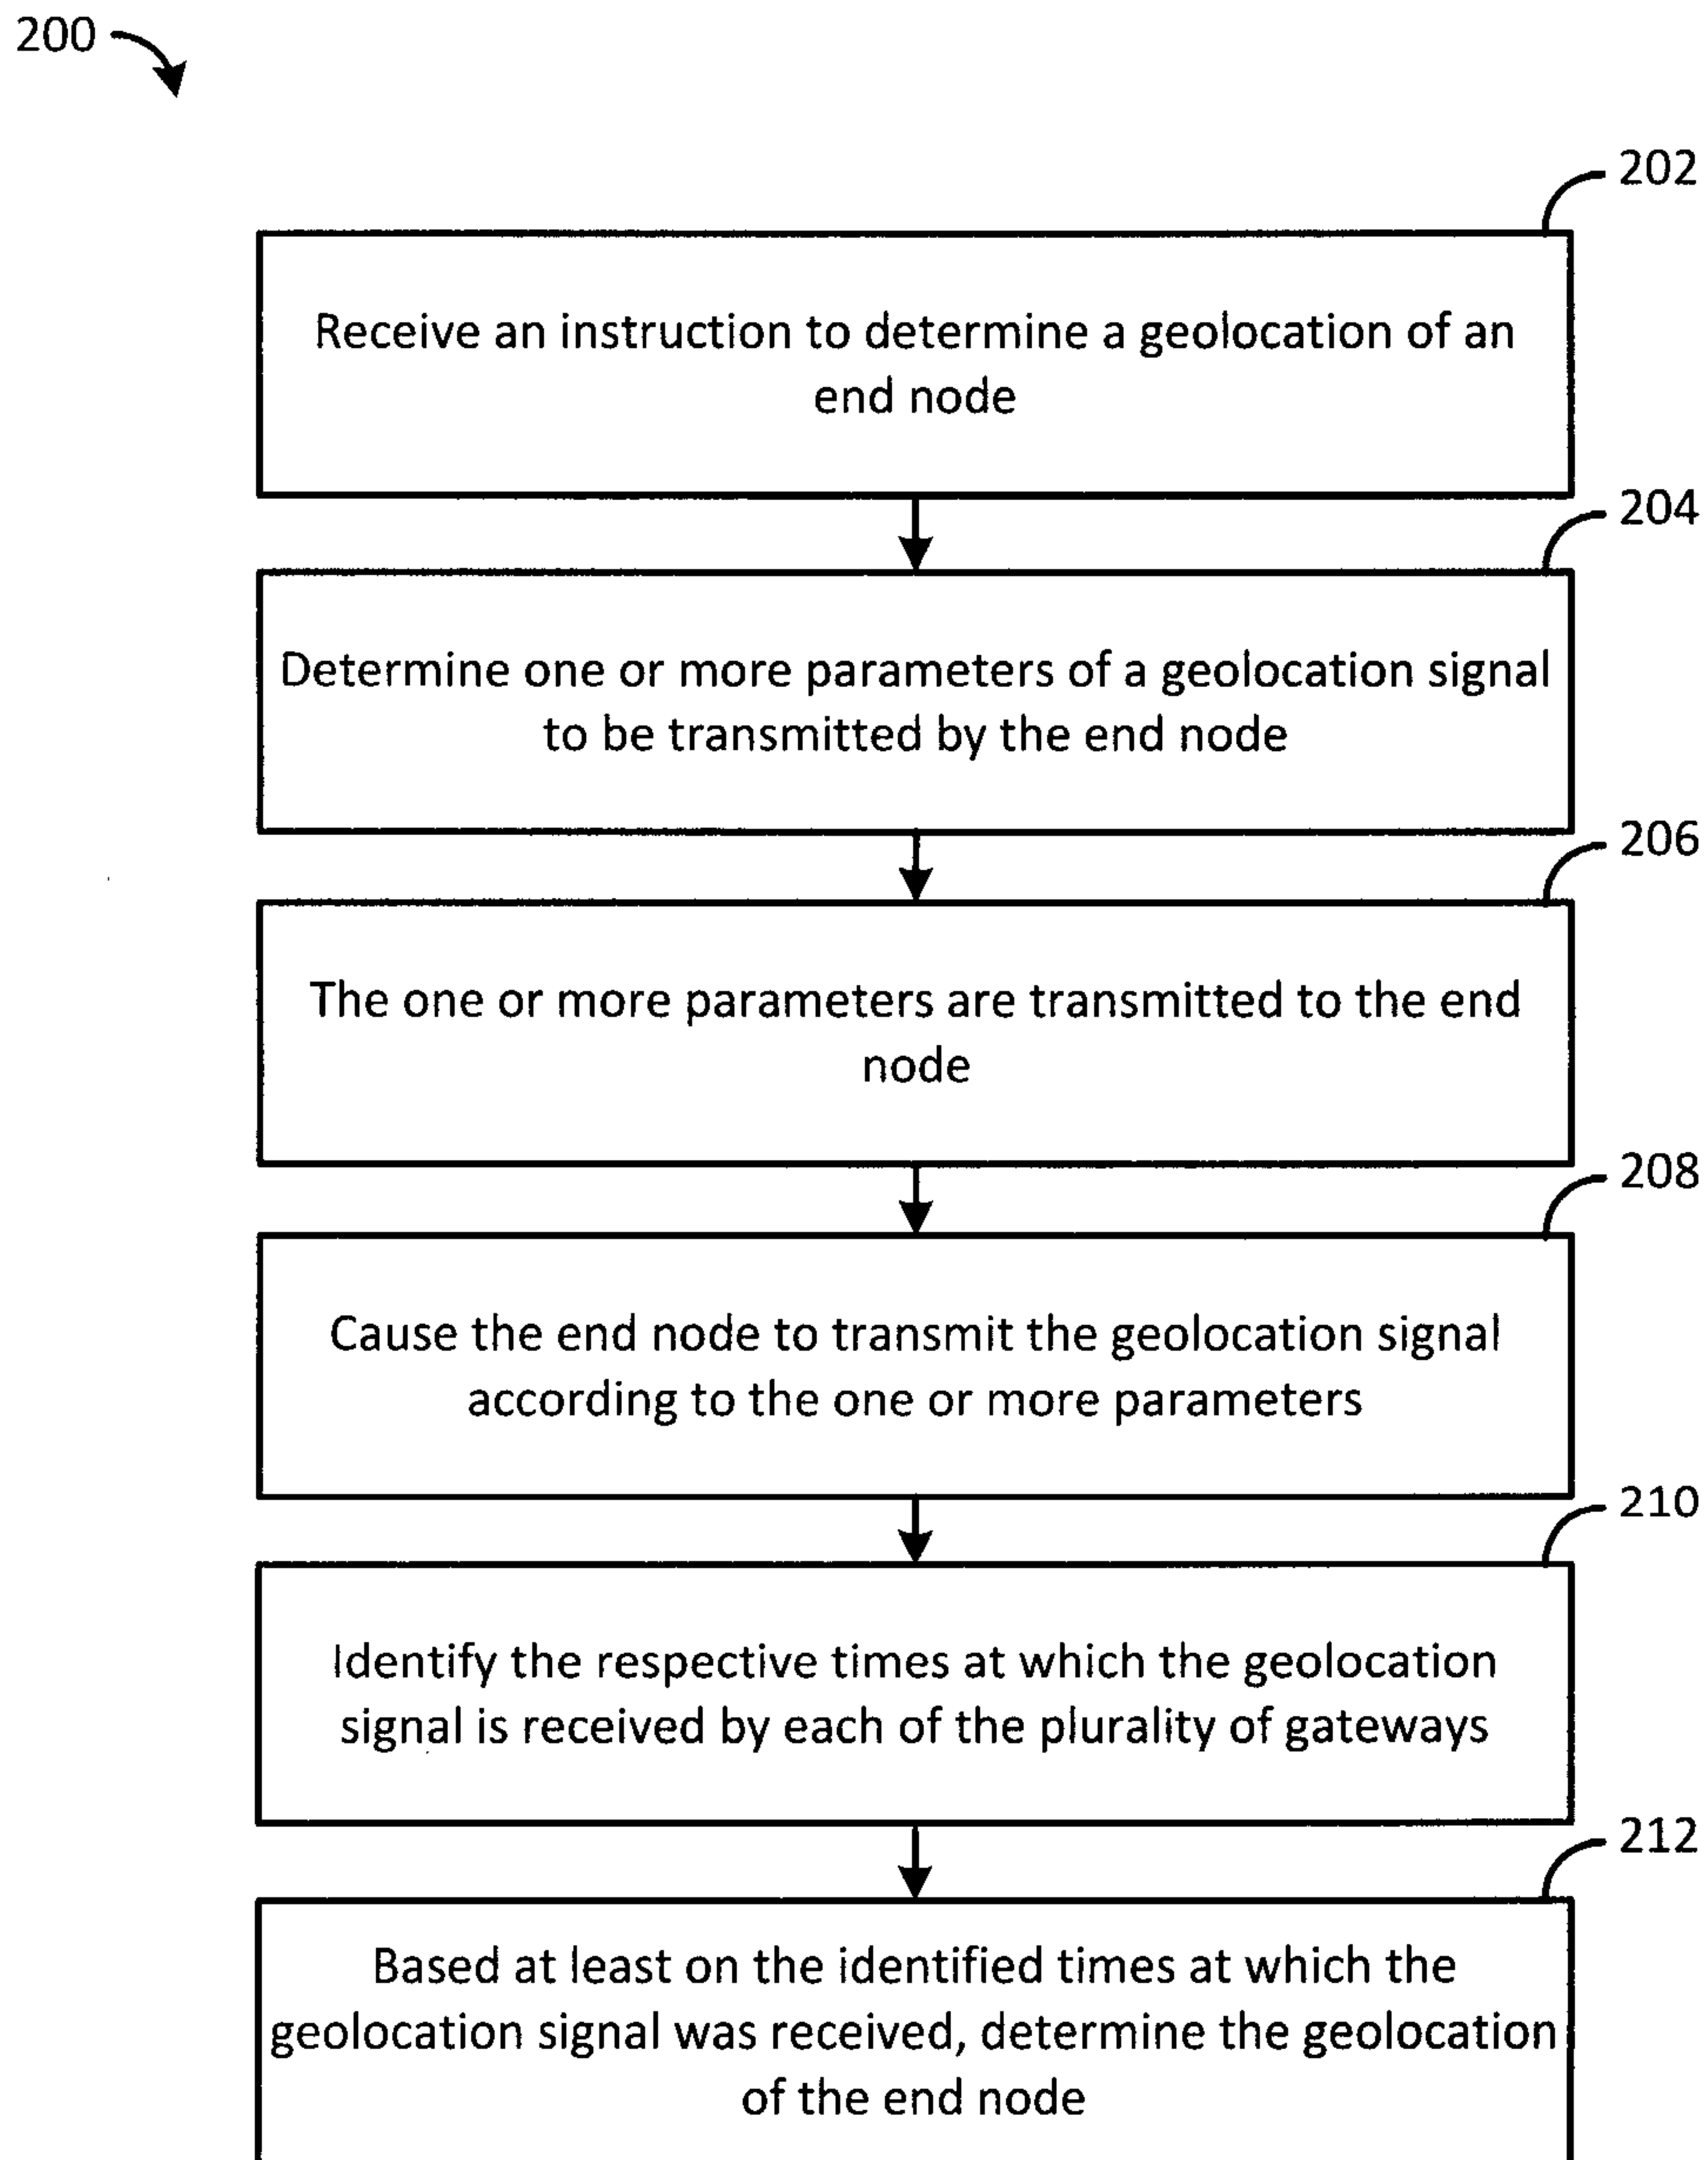 200
202
Receive an instruction to determine a geolocation of an
end node
204
Determine one or more parameters of a geolocation signal
to be transmitted by the end node
206
The one or more parameters are transmitted to the end
node
208
Cause the end node to transmit the geolocation signal
according to the one or more parameters
210
Identify the respective times at which the geolocation
signal is received by each of the plurality of gateways
212
Based at least on the identified times at which the
geolocation signal was received, determine the geolocation
of the end node